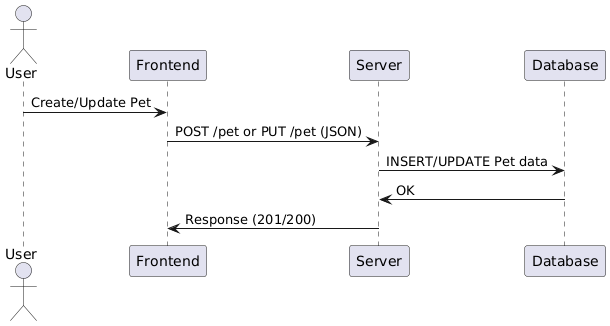 User
Frontend
Server
Database
Create/Update Pet
POST /pet or PUT /pet (JSON)
INSERT/UPDATE Pet data
OK
Response (201/200)
User
Frontend
Server
Database